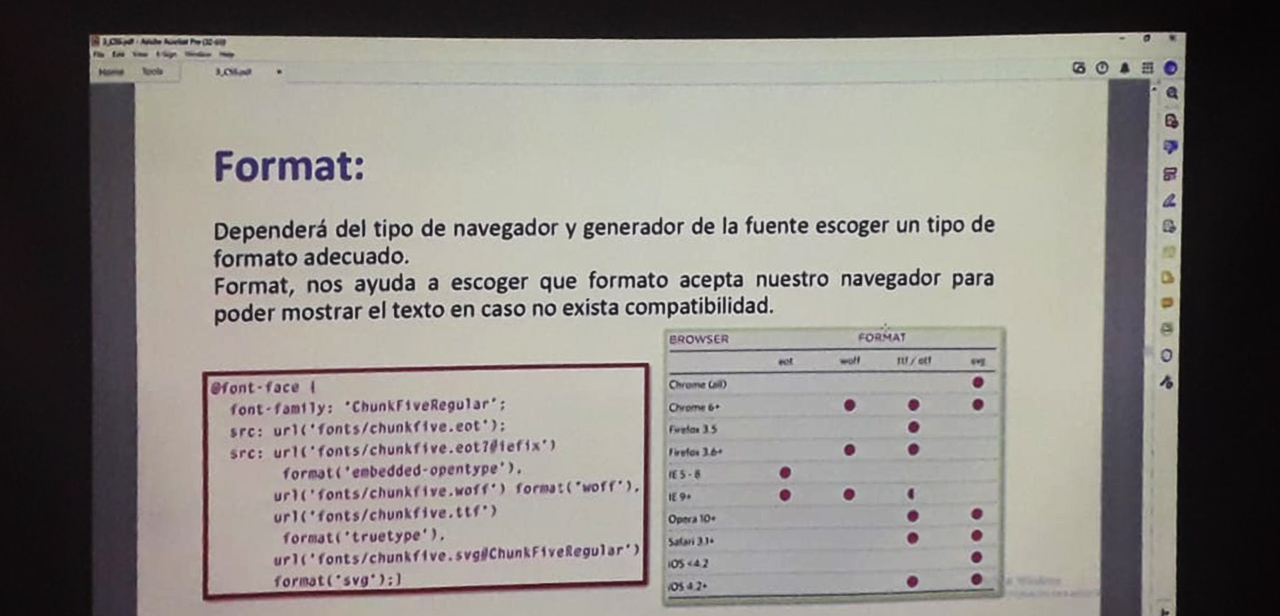 3_CSS.pdf - Adobe Acrobat Pro (32-bit)
File Edit View E-Sign Window Help
Home Tools 3_CSS.pdf
Format:
Dependerá del tipo de navegador y generador de la fuente escoger un tipo de
formato adecuado.
Format, nos ayuda a escoger que formato acepta nuestro navegador para
poder mostrar el texto en caso no exista compatibilidad.
@font-face {
font-family: 'ChunkFiveRegular';
src: url('fonts/chunkfive.eot');
src: url('fonts/chunkfive.eot?#iefix')
format('embedded-opentype'),
url('fonts/chunkfive.woff') format('woff'),
url('fonts/chunkfive.ttf')
format('truetype'),
url('fonts/chunkfive.svg#ChunkFiveRegular')
format('svg');}
BROWSER FORMAT
eot woff ttf / otf svg
Chrome (all)
Chrome 6+
Firefox 3.5
Firefox 3.6+
IE 5 - 8
IE 9+
Opera 10+
Safari 3.1+
iOS <4.2
iOS 4.2+
Windows